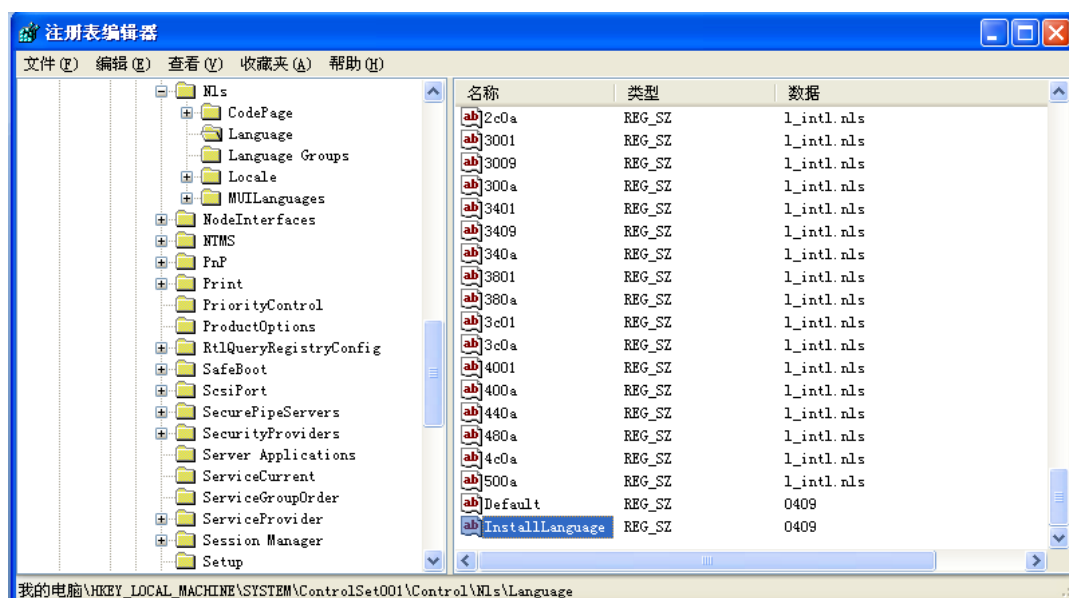 注册表编辑器
文件(F) 编辑(E) 查看(V) 收藏夹(A) 帮助(H)
Nls
CodePage
Language
Language Groups
Locale
MUILanguages
NodeInterfaces
NTMS
PnP
Print
PriorityControl
ProductOptions
RtlQueryRegistryConfig
SafeBoot
ScsiPort
SecurePipeServers
SecurityProviders
Server Applications
ServiceCurrent
ServiceGroupOrder
ServiceProvider
Session Manager
Setup
名称 类型 数据
2c0a REG_SZ l_intl.nls
3001 REG_SZ l_intl.nls
3009 REG_SZ l_intl.nls
300a REG_SZ l_intl.nls
3401 REG_SZ l_intl.nls
3409 REG_SZ l_intl.nls
340a REG_SZ l_intl.nls
3801 REG_SZ l_intl.nls
380a REG_SZ l_intl.nls
3c01 REG_SZ l_intl.nls
3c0a REG_SZ l_intl.nls
4001 REG_SZ l_intl.nls
400a REG_SZ l_intl.nls
440a REG_SZ l_intl.nls
480a REG_SZ l_intl.nls
4c0a REG_SZ l_intl.nls
500a REG_SZ l_intl.nls
Default REG_SZ 0409
InstallLanguage REG_SZ 0409
我的电脑\HKEY_LOCAL_MACHINE\SYSTEM\ControlSet001\Control\Nls\Language